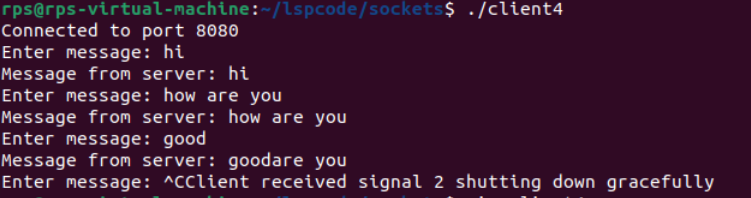 rps@rps-virtual-machine:~/lspcode/sockets$ ./client4
Connected to port 8080
Enter message: hi
Message from server: hi
Enter message: how are you
Message from server: how are you
Enter message: good
Message from server: goodare you
Enter message: ^CClient received signal 2 shutting down gracefully